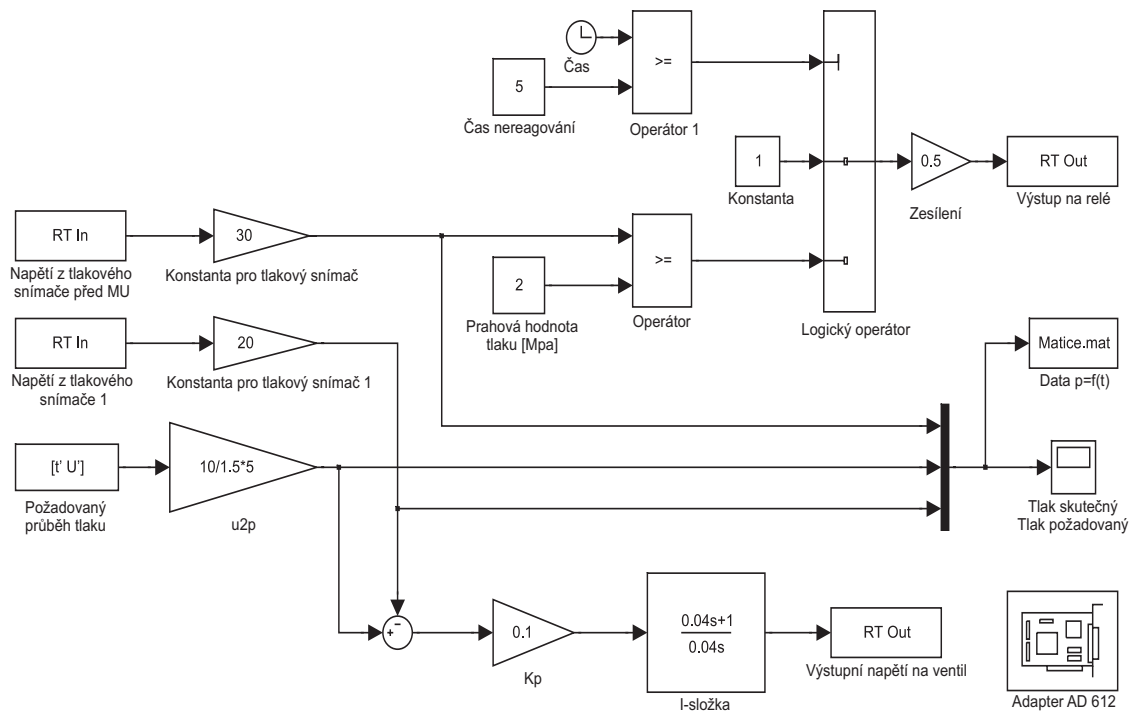 Čas
>=
5
Čas nereagování
Operátor 1
1
Konstanta
0.5
Zesílení
RT Out
Výstup na relé
RT In
Napětí z tlakového
snímače před MU
30
Konstanta pro tlakový snímač
>=
Operátor
2
Prahová hodnota
tlaku [Mpa]
Logický operátor
RT In
Napětí z tlakového
snímače 1
20
Konstanta pro tlakový snímač 1
Matice.mat
Data p=f(t)
[t' U']
Požadovaný
průběh tlaku
10/1.5*5
u2p
Tlak skutečný
Tlak požadovaný
+
−
0.1
Kp
0.04s+1
0.04s
I-složka
RT Out
Výstupní napětí na ventil
Adapter AD 612